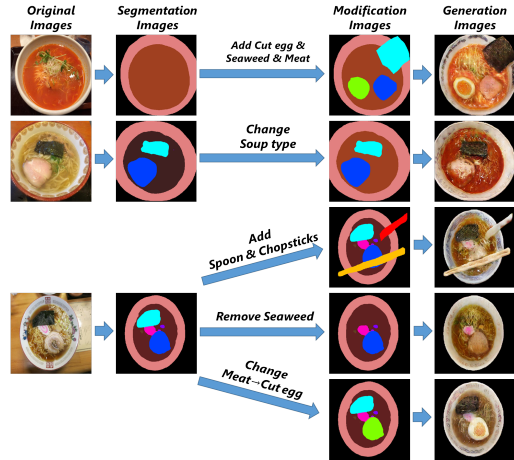 Original Images
Segmentation Images
Modification Images
Generation Images
Add Cut egg &
Seaweed & Meat
Change
Soup type
Add
Spoon & Chopsticks
Remove Seaweed
Change
Meat→Cut egg